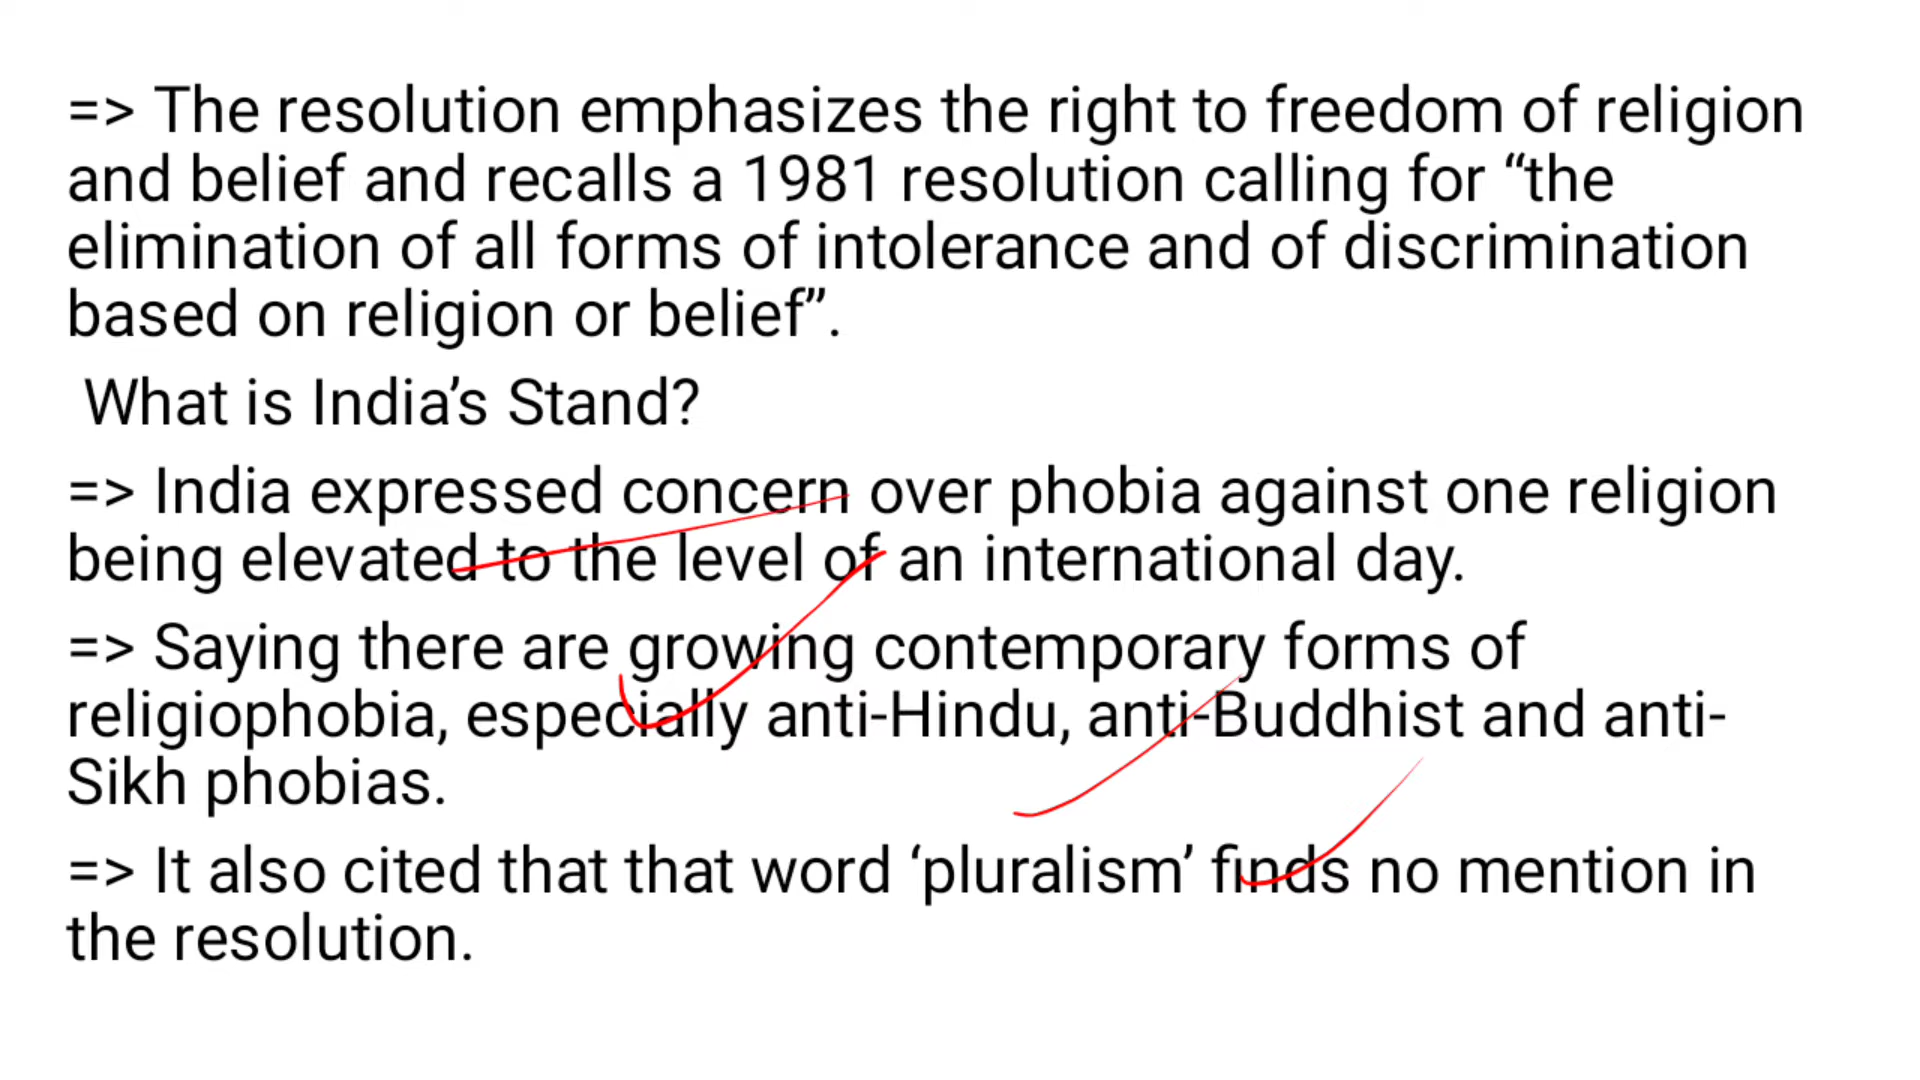 => The resolution emphasizes the right to freedom of religion
and belief and recalls a 1981 resolution calling for “the
elimination of all forms of intolerance and of discrimination
based on religion or belief”.
What is India’s Stand?
=> India expressed concern over phobia against one religion
being elevated to the level of an international day.
=> Saying there are growing contemporary forms of
religiophobia, especially anti-Hindu, anti-Buddhist and anti-
Sikh phobias.
=> It also cited that that word ‘pluralism’ finds no mention in
the resolution.